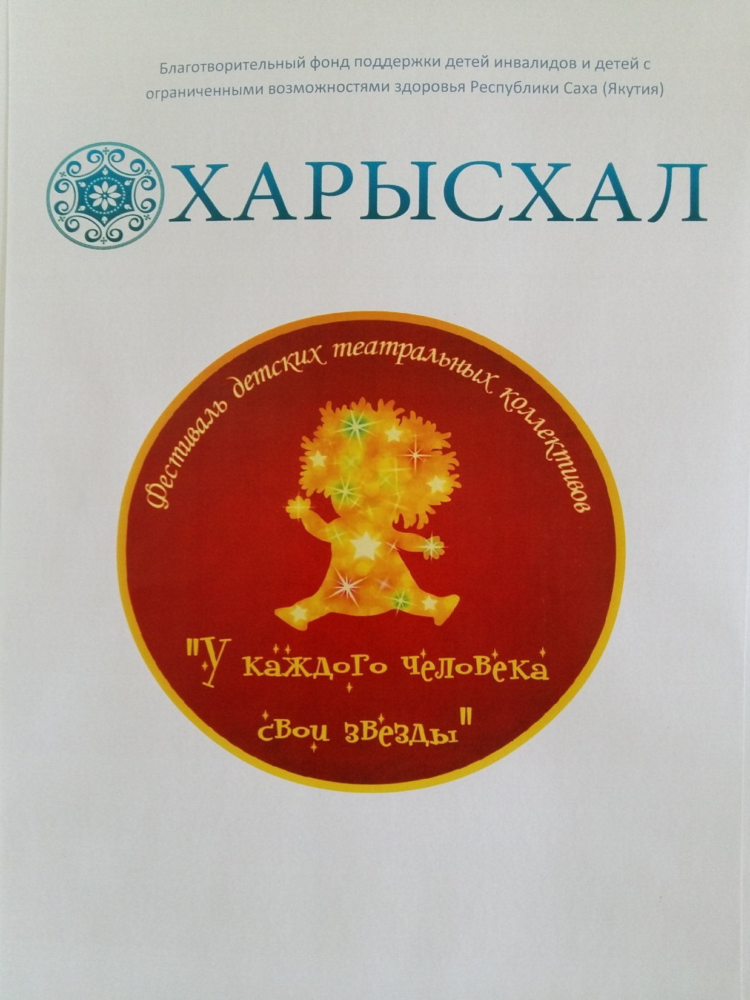 Благотворительный фонд поддержки детей инвалидов и детей с
ограниченными возможностями здоровья Республики Саха (Якутия)
ХАРЫСХАЛ
Фестиваль детских театральных коллективов
"У каждого человека
свои звезды"